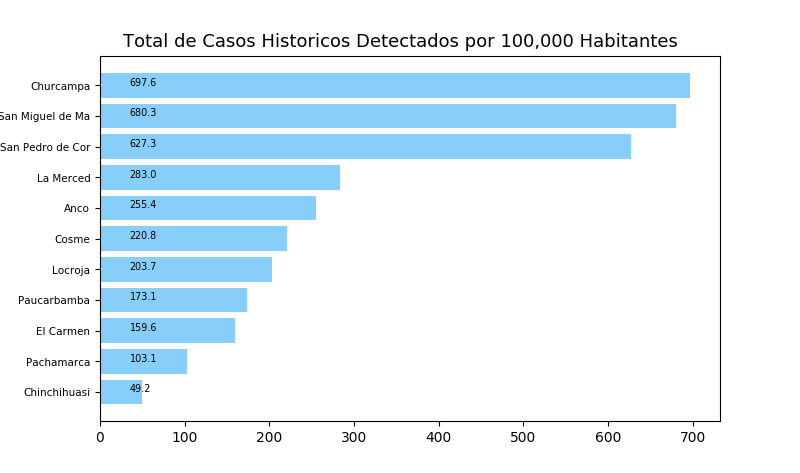 Total de Casos Historicos Detectados por 100,000 Habitantes
Churcampa 697.6
San Miguel de Ma 680.3
San Pedro de Cor 627.3
La Merced 283.0
Anco 255.4
Cosme 220.8
Locroja 203.7
Paucarbamba 173.1
El Carmen 159.6
Pachamarca 103.1
Chinchihuasi 49.2
0 100 200 300 400 500 600 700